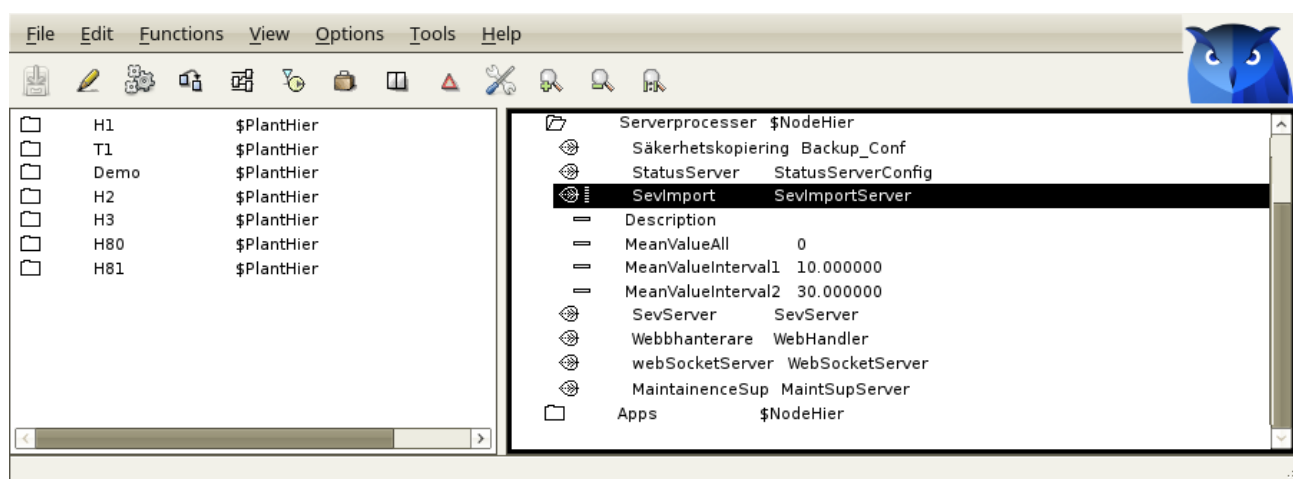 File Edit Functions View Options Tools Help
H1 $PlantHier
T1 $PlantHier
Demo $PlantHier
H2 $PlantHier
H3 $PlantHier
H80 $PlantHier
H81 $PlantHier
Serverprocesser $NodeHier
Säkerhetskopiering Backup_Conf
StatusServer StatusServerConfig
SevImport SevImportServer
Description
MeanValueAll 0
MeanValueInterval1 10.000000
MeanValueInterval2 30.000000
SevServer SevServer
Webbhanterare WebHandler
webSocketServer WebSocketServer
MaintainenceSup MaintSupServer
Apps $NodeHier